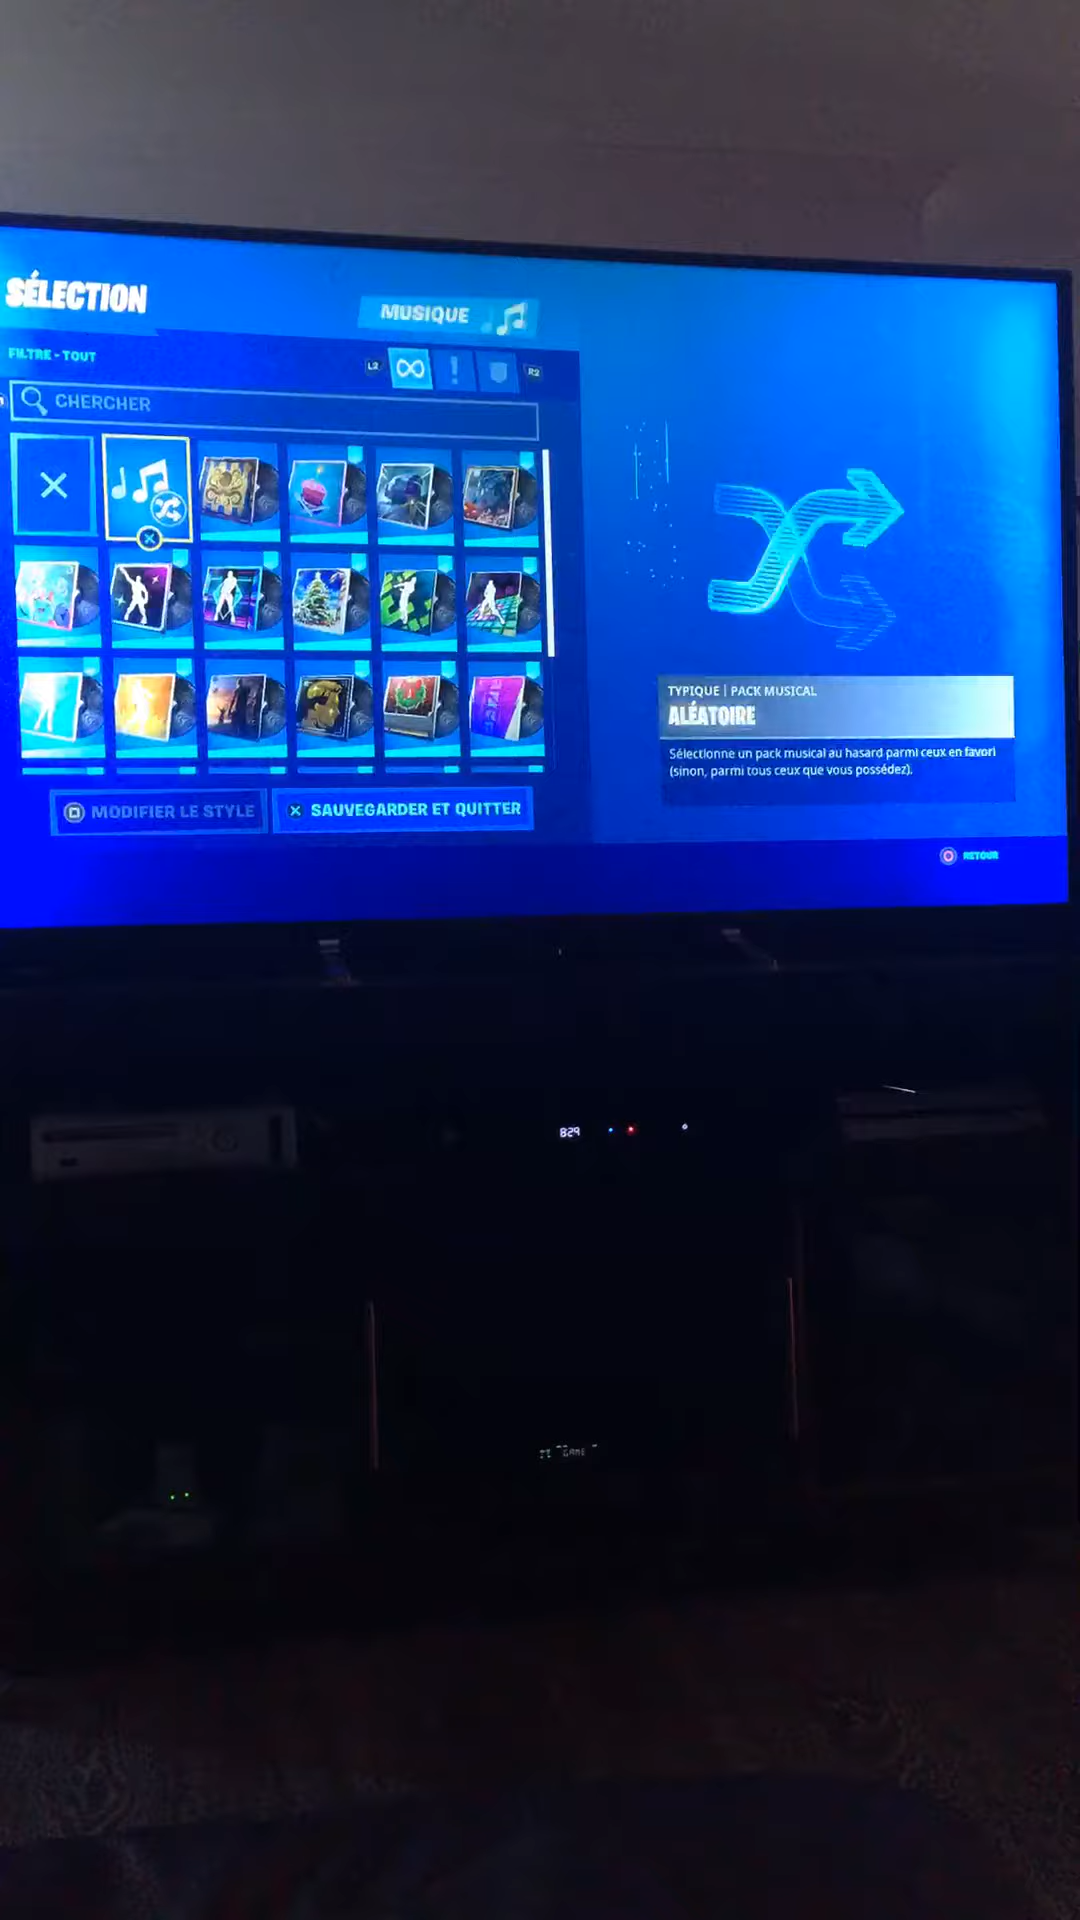 SÉLECTION
MUSIQUE
FILTRE - TOUT
L2
R2
CHERCHER
TYPIQUE | PACK MUSICAL
ALÉATOIRE
Sélectionne un pack musical au hasard parmi ceux en favori
(sinon, parmi tous ceux que vous possédez).
MODIFIER LE STYLE
SAUVEGARDER ET QUITTER
RETOUR
829
GAME